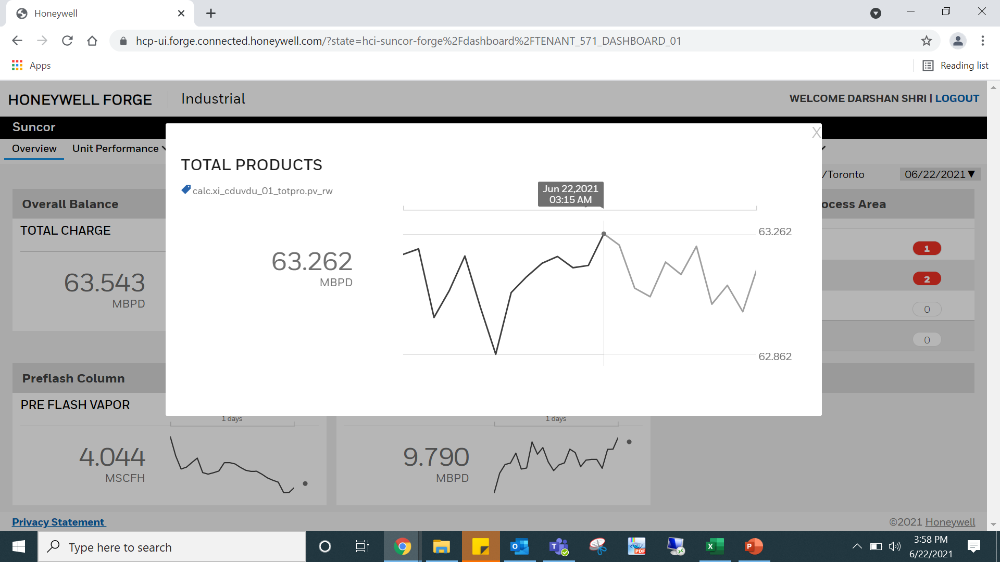 Honeywell
hcp-ui.forge.connected.honeywell.com/?state=hci-suncor-forge%2Fdashboard%2FTENANT_571_DASHBOARD_01
Apps
Reading list
HONEYWELL FORGE
Industrial
WELCOME DARSHAN SHRI | LOGOUT
Suncor
Overview
Unit Performance
/Toronto
06/22/2021▼
X
TOTAL PRODUCTS
calc.xi_cduvdu_01_totpro.pv_rw
Jun 22,2021
03:15 AM
63.262
MBPD
63.262
62.862
Overall Balance
TOTAL CHARGE
63.543
MBPD
ocess Area
1
2
0
0
Preflash Column
PRE FLASH VAPOR
1 days
4.044
MSCFH
1 days
9.790
MBPD
Privacy Statement
©2021 Honeywell
Type here to search
3:58 PM
6/22/2021